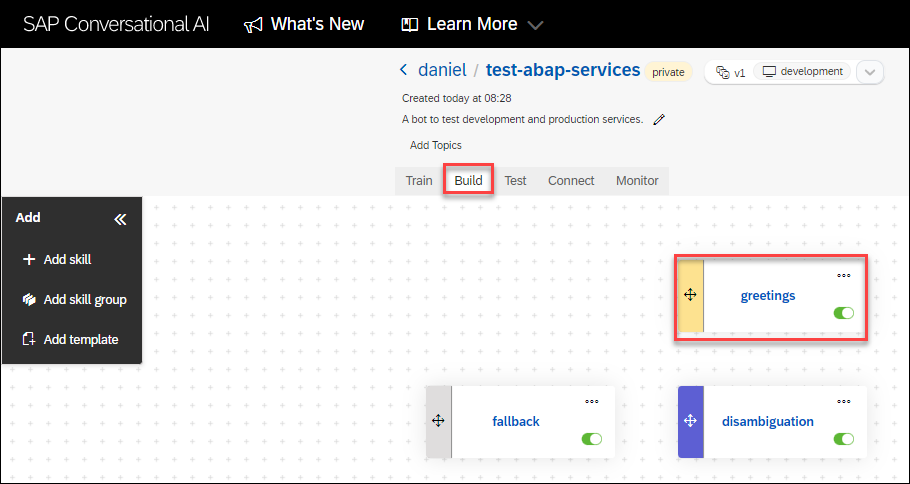 SAP Conversational AI What's New Learn More
daniel / test-abap-services private v1 development
Created today at 08:28
A bot to test development and production services.
Add Topics
Train Build Test Connect Monitor
Add
Add skill
Add skill group
Add template
greetings
fallback
disambiguation